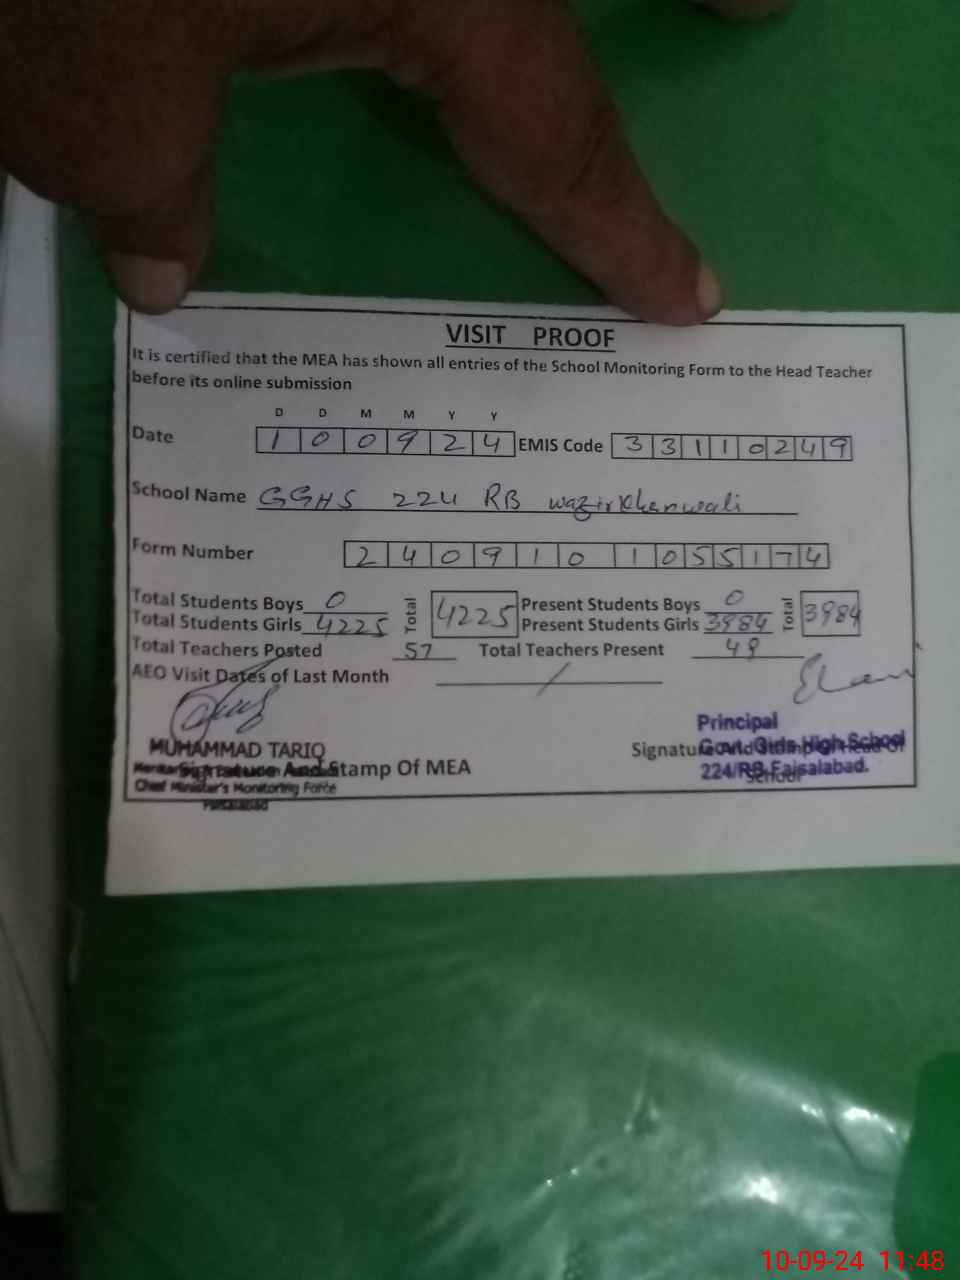 VISIT PROOF
It is certified that the MEA has shown all entries of the School Monitoring Form to the Head Teacher
before its online submission
D D M M Y Y
Date 1 0 0 9 2 4 EMIS Code 3 3 1 1 0 2 4 9
School Name GGHS 224 RB wazirkhanwali
Form Number 2 4 0 9 1 0 1 0 5 5 1 7 4
Total Students Boys 0 Total 4225 Present Students Boys 0 Total 3984
Total Students Girls 4225 Present Students Girls 3984
Total Teachers Posted 57 Total Teachers Present 48
AEO Visit Dates of Last Month /
Principal
MUHAMMAD TARIQ Signature And Stamp Of Head Of
Govt. Girls High School
Signature And Stamp Of MEA School
224/RB Faisalabad.
Chief Minister's Monitoring Force
Faisalabad
10-09-24 11:48